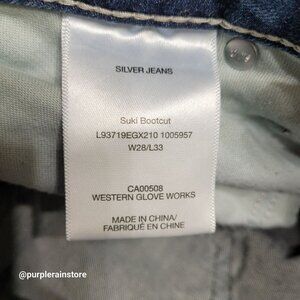 SILVER JEANS
Suki Bootcut
L93719EGX210 1005957
W28/L33
CA00508
WESTERN GLOVE WORKS
MADE IN CHINA/
FABRIQUÉ EN CHINE
@purplerainstore